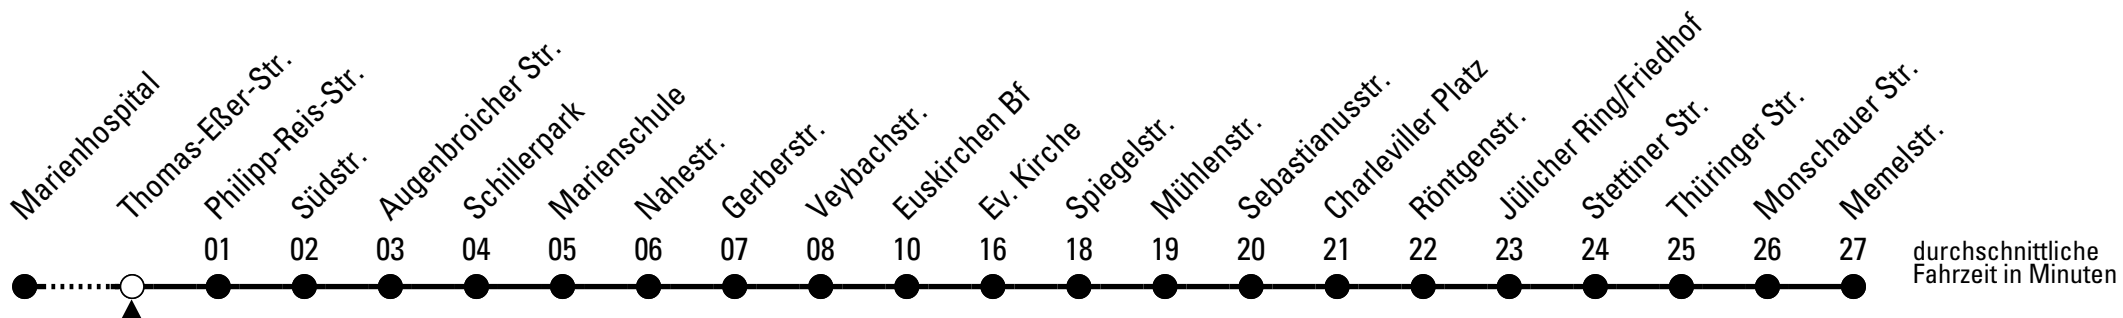 Marienhospital
Thomas-Eßer-Str.
Philipp-Reis-Str.
Südstr.
Augenbroicher Str.
Schillerpark
Marienschule
Nahestr.
Gerberstr.
Veybachstr.
Euskirchen Bf
Ev. Kirche
Spiegelstr.
Mühlenstr.
Sebastianusstr.
Charleviller Platz
Röntgenstr.
Jülicher Ring/Friedhof
Stettiner Str.
Thüringer Str.
Monschauer Str.
Memelstr.
01 02 03 04 05 06 07 08 10 16 18 19 20 21 22 23 24 25 26 27
durchschnittliche
Fahrzeit in Minuten